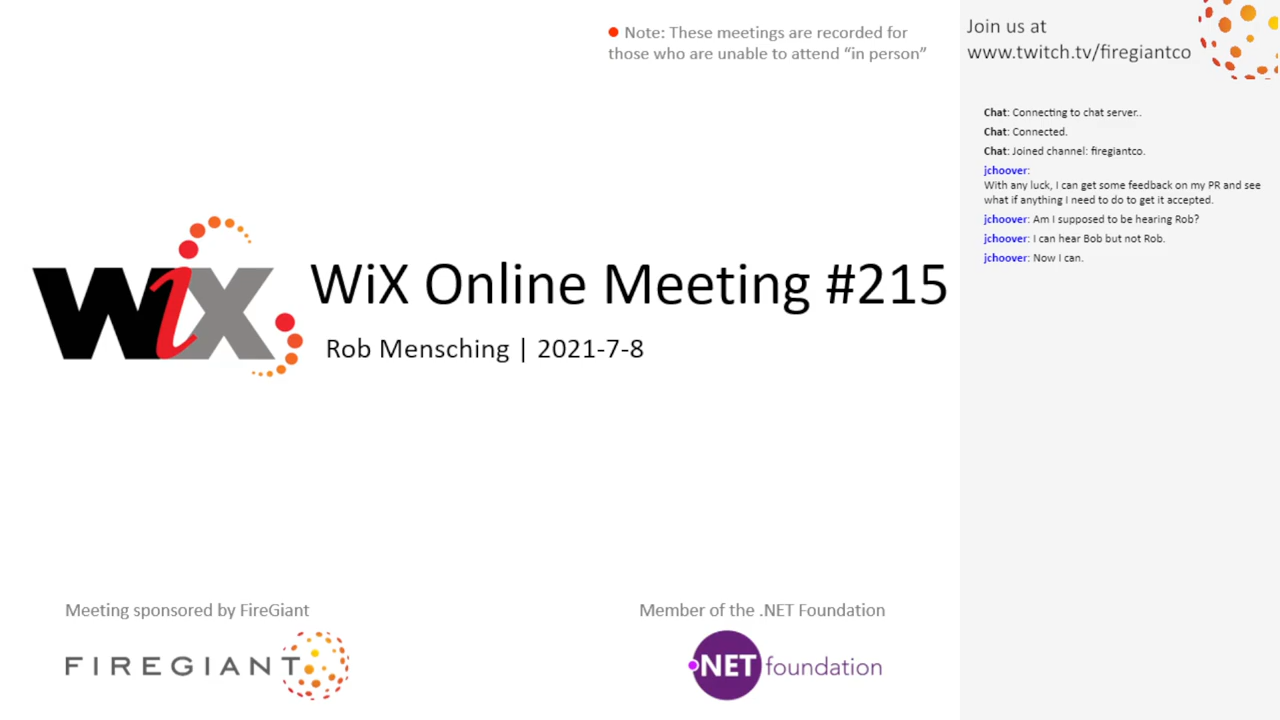 Note: These meetings are recorded for
those who are unable to attend “in person”
WiX
WiX Online Meeting #215
Rob Mensching | 2021-7-8
Meeting sponsored by FireGiant
FIREGIANT
Member of the .NET Foundation
.NET foundation
Join us at
www.twitch.tv/firegiantco
Chat: Connecting to chat server..
Chat: Connected.
Chat: Joined channel: firegiantco.
jchoover:
With any luck, I can get some feedback on my PR and see
what if anything I need to do to get it accepted.
jchoover: Am I supposed to be hearing Rob?
jchoover: I can hear Bob but not Rob.
jchoover: Now I can.